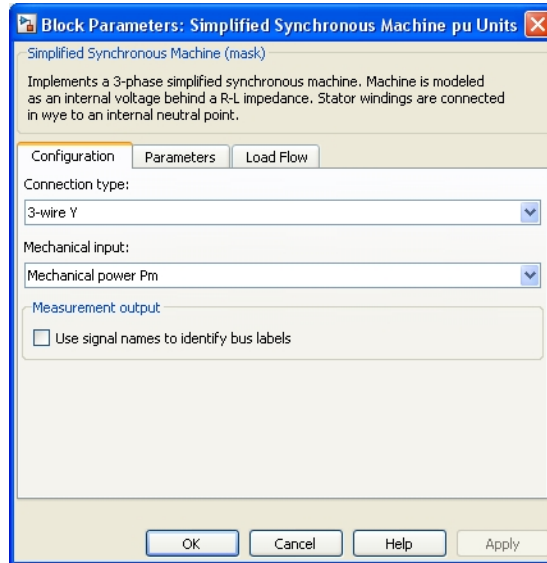 Block Parameters: Simplified Synchronous Machine pu Units
Simplified Synchronous Machine (mask)
Implements a 3-phase simplified synchronous machine. Machine is modeled
as an internal voltage behind a R-L impedance. Stator windings are connected
in wye to an internal neutral point.
Configuration Parameters Load Flow
Connection type:
3-wire Y
Mechanical input:
Mechanical power Pm
Measurement output
Use signal names to identify bus labels
OK Cancel Help Apply